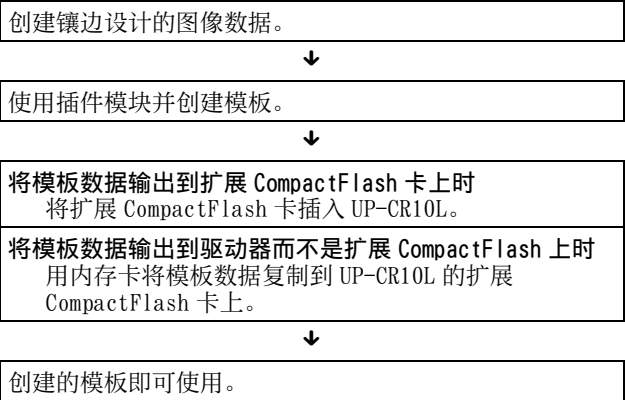 创建镶边设计的图像数据。
使用插件模块并创建模板。
将模板数据输出到扩展 CompactFlash 卡上时
将扩展 CompactFlash 卡插入 UP-CR10L。
将模板数据输出到驱动器而不是扩展 CompactFlash 上时
用内存卡将模板数据复制到 UP-CR10L 的扩展
CompactFlash 卡上。
创建的模板即可使用。